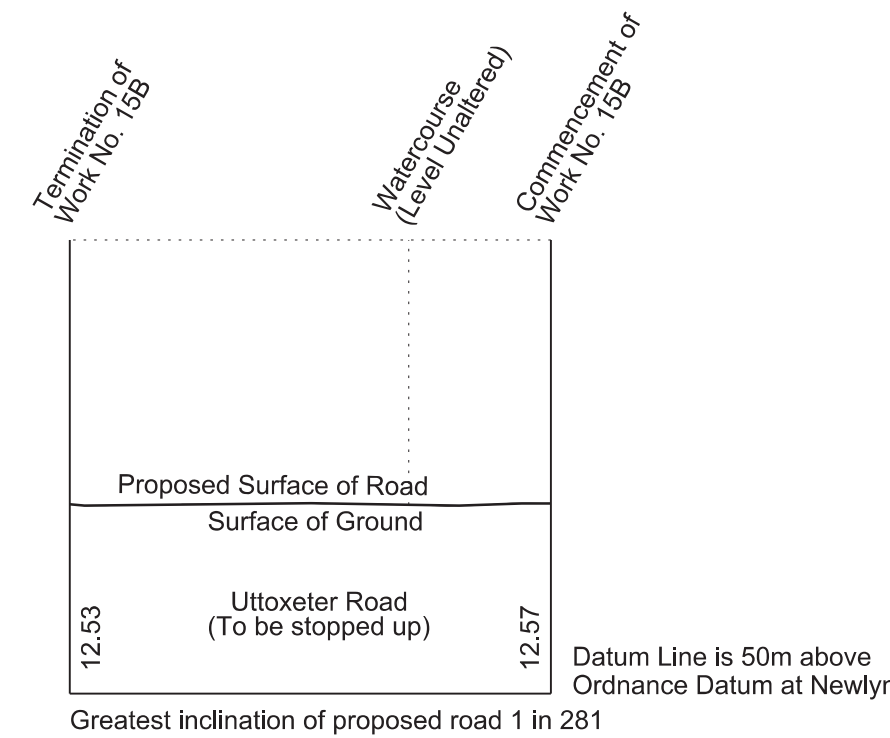 Termination of
Work No. 15B
Watercourse
(Level Unaltered)
Commencement of
Work No. 15B
Proposed Surface of Road
Surface of Ground
12.53
Uttoxeter Road
(To be stopped up)
12.57
Datum Line is 50m above
Ordnance Datum at Newlyn
Greatest inclination of proposed road 1 in 281